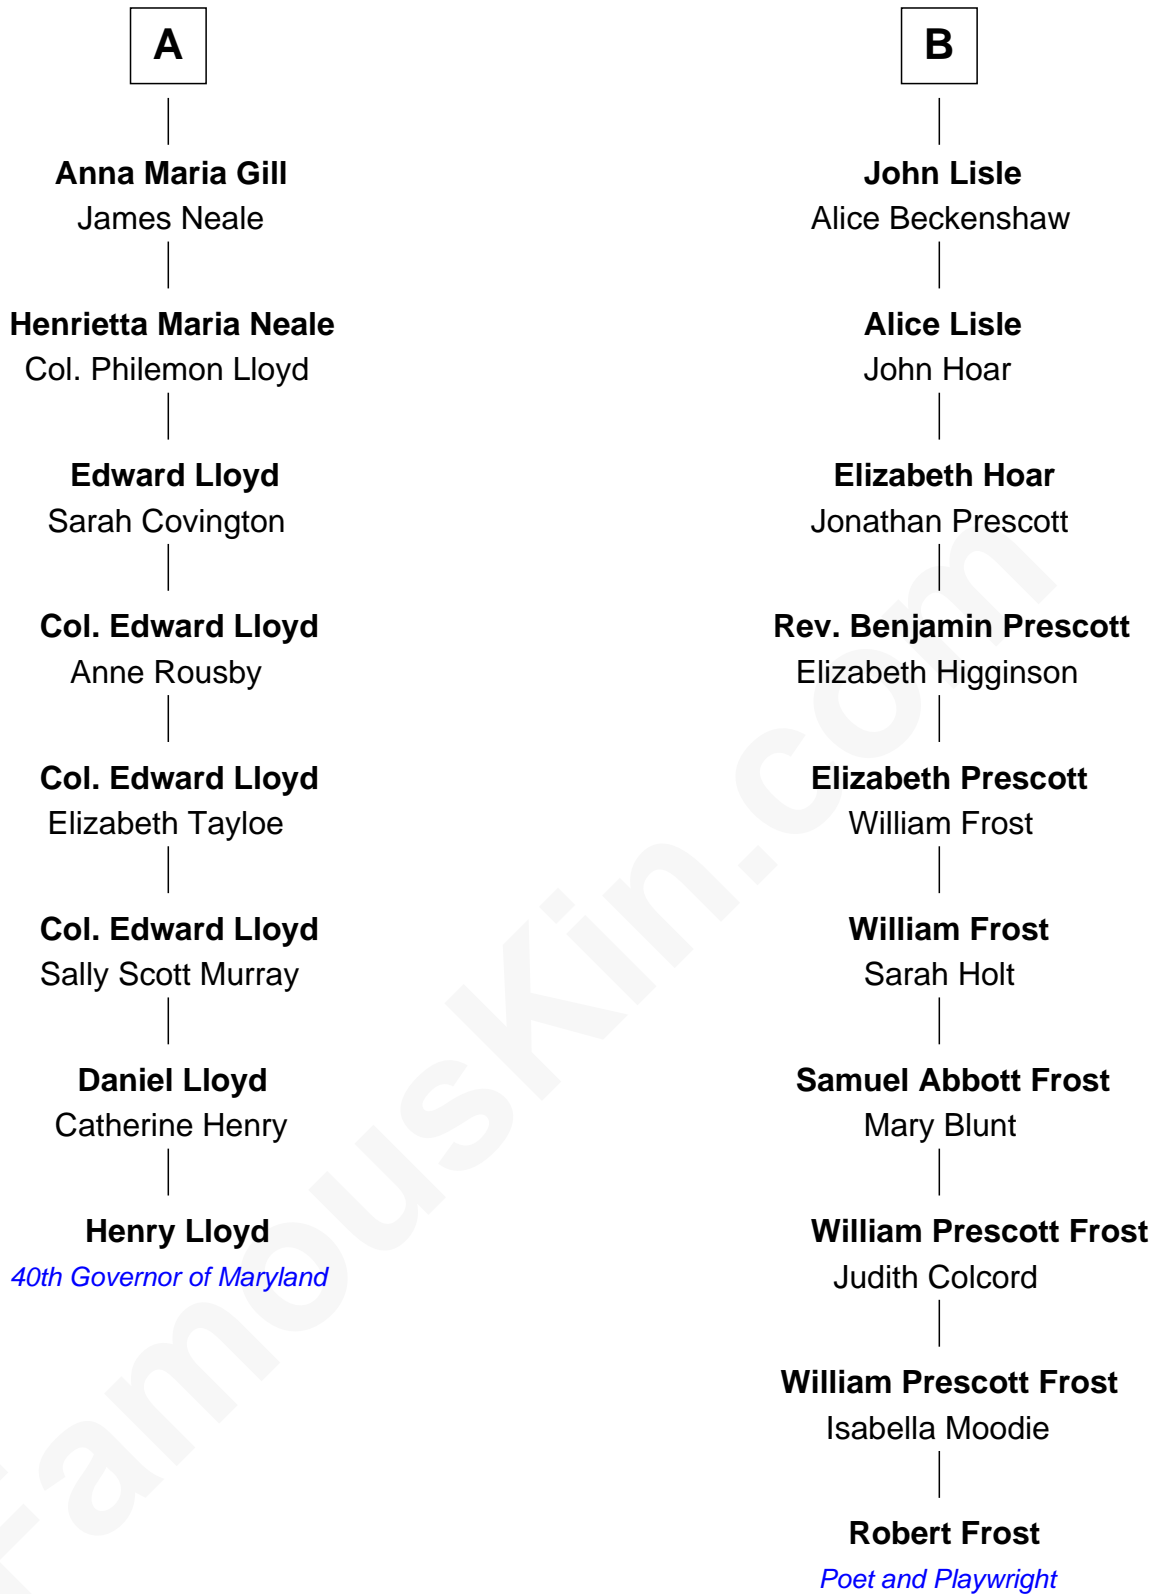 A
Anna Maria Gill
James Neale
Henrietta Maria Neale
Col. Philemon Lloyd
Edward Lloyd
Sarah Covington
Col. Edward Lloyd
Anne Rousby
Col. Edward Lloyd
Elizabeth Tayloe
Col. Edward Lloyd
Sally Scott Murray
Daniel Lloyd
Catherine Henry
Henry Lloyd
40th Governor of Maryland
B
John Lisle
Alice Beckenshaw
Alice Lisle
John Hoar
Elizabeth Hoar
Jonathan Prescott
Rev. Benjamin Prescott
Elizabeth Higginson
Elizabeth Prescott
William Frost
William Frost
Sarah Holt
Samuel Abbott Frost
Mary Blunt
William Prescott Frost
Judith Colcord
William Prescott Frost
Isabella Moodie
Robert Frost
Poet and Playwright
FamousKin.com